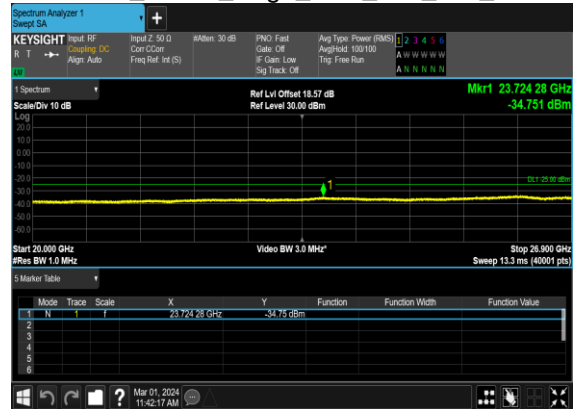 Spectrum Analyzer 1
Swept SA
+
KEYSIGHT Input: RF Input Z: 50 Ω #Atten: 30 dB PNO: Fast Avg Type: Power (RMS) 1 2 3 4 5 6
R T Coupling: DC Corr CCorr Gate: Off Avg|Hold: 100/100 A W W W W W
Align: Auto Freq Ref: Int (S) IF Gain: Low Trig: Free Run
Sig Track: Off A N N N N N
1 Spectrum Ref Lvl Offset 18.57 dB Mkr1 23.724 28 GHz
Scale/Div 10 dB Ref Level 30.00 dBm -34.751 dBm
Log
20.0
10.0
0.00
-10.0
-20.0 DL1 -25.00 dBm
-30.0 1
-40.0
-50.0
-60.0
Start 20.000 GHz Video BW 3.0 MHz* Stop 26.900 GHz
#Res BW 1.0 MHz Sweep 13.3 ms (40001 pts)
5 Marker Table
Mode Trace Scale X Y Function Function Width Function Value
1 N 1 f 23.724 28 GHz -34.75 dBm
2
3
4
5
6
? Mar 01, 2024
11:42:17 AM